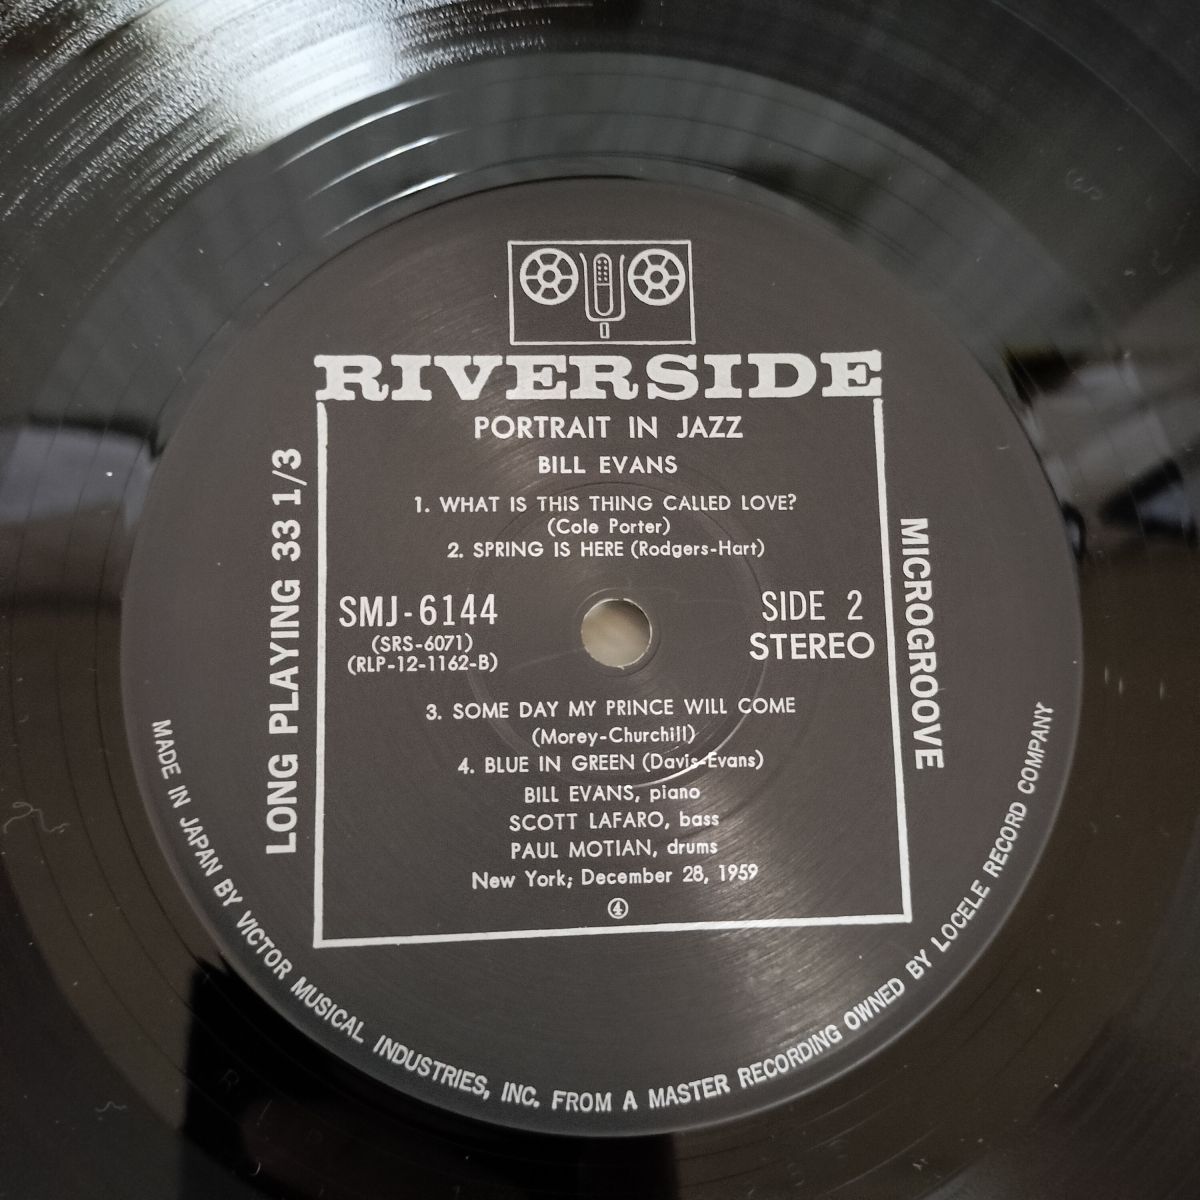 RIVERSIDE
PORTRAIT IN JAZZ
BILL EVANS
1. WHAT IS THIS THING CALLED LOVE?
(Cole Porter)
2. SPRING IS HERE (Rodgers-Hart)
SMJ-6144
(SRS-6071)
(RLP-12-1162-B)
SIDE 2
STEREO
3. SOME DAY MY PRINCE WILL COME
(Morey-Churchill)
4. BLUE IN GREEN (Davis-Evans)
BILL EVANS, piano
SCOTT LAFARO, bass
PAUL MOTIAN, drums
New York; December 28, 1959
④
LONG PLAYING 33 1/3
MICROGROOVE
MADE IN JAPAN BY VICTOR MUSICAL INDUSTRIES, INC. FROM A MASTER RECORDING OWNED BY LOCELE RECORD COMPANY